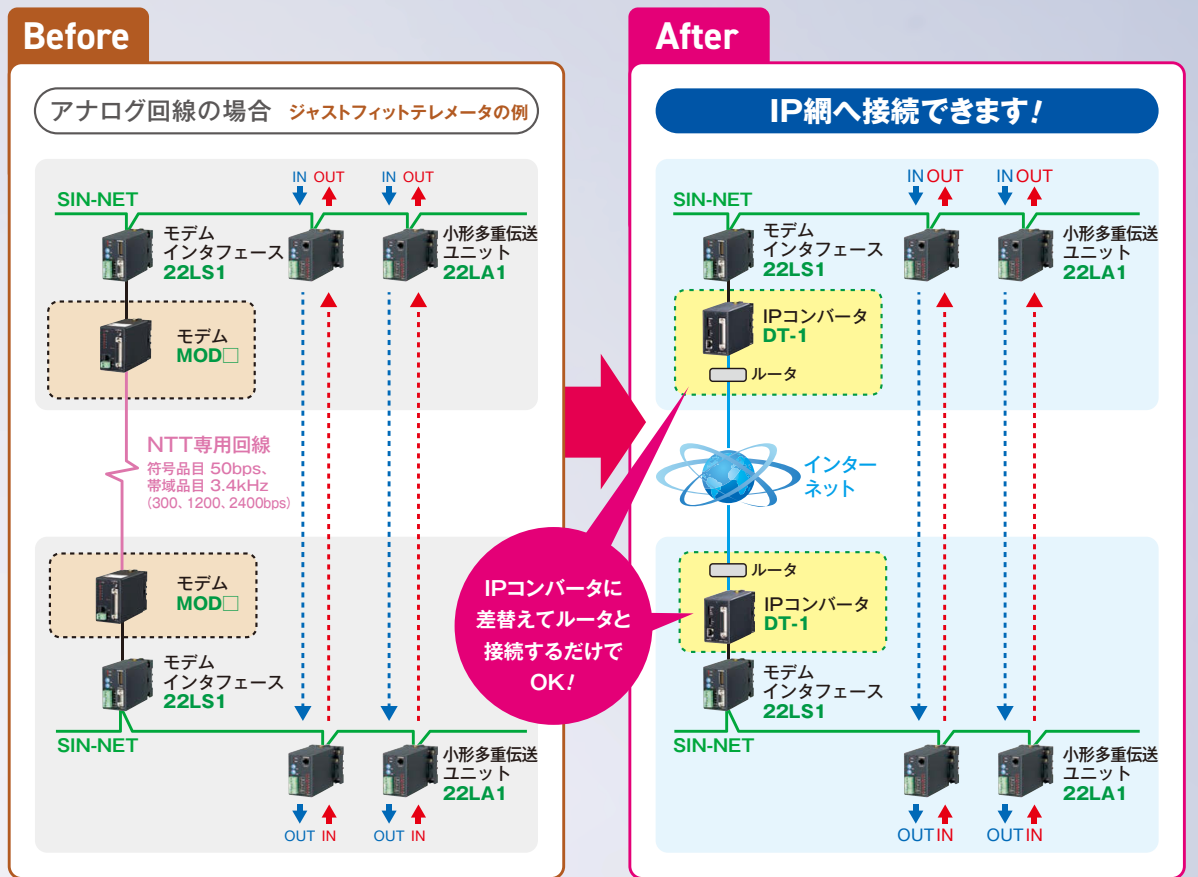 Before
アナログ回線の場合 ジャストフィットテレメータの例
IN OUT IN OUT
SIN-NET
モデム
インタフェース
22LS1
小形多重伝送
ユニット
22LA1
モデム
MOD□
NTT専用回線
符号品目 50bps、
帯域品目 3.4kHz
(300、1200、2400bps)
モデム
MOD□
モデム
インタフェース
22LS1
SIN-NET
小形多重伝送
ユニット
22LA1
OUT IN OUT IN
After
IP網へ接続できます!
IN OUT IN OUT
SIN-NET
モデム
インタフェース
22LS1
小形多重伝送
ユニット
22LA1
IPコンバータ
DT-1
ルータ
インター
ネット
IPコンバータに
差替えてルータと
接続するだけで
OK!
ルータ
IPコンバータ
DT-1
モデム
インタフェース
22LS1
SIN-NET
小形多重伝送
ユニット
22LA1
OUT IN OUT IN